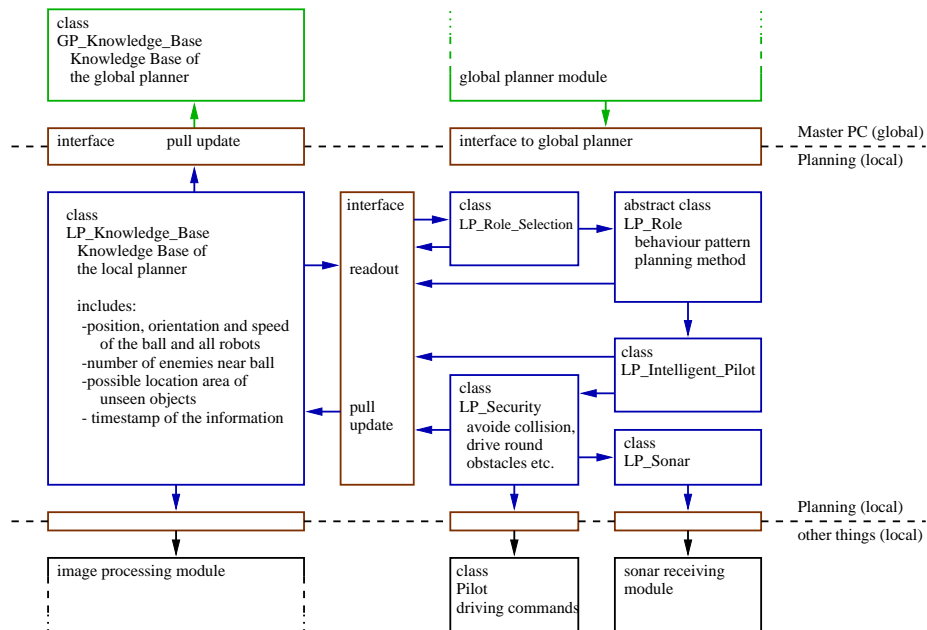 class
GP_Knowledge_Base
Knowledge Base of
the global planner
global planner module
interface pull update
interface to global planner
Master PC (global)
Planning (local)
class
LP_Knowledge_Base
Knowledge Base of
the local planner
includes:
-position, orientation and speed
of the ball and all robots
-number of enemies near ball
-possible location area of
unseen objects
- timestamp of the information
interface
readout
pull
update
class
LP_Role_Selection
abstract class
LP_Role
behaviour pattern
planning method
class
LP_Intelligent_Pilot
class
LP_Security
avoide collision,
drive round
obstacles etc.
class
LP_Sonar
Planning (local)
other things (local)
image processing module
class
Pilot
driving commands
sonar receiving
module